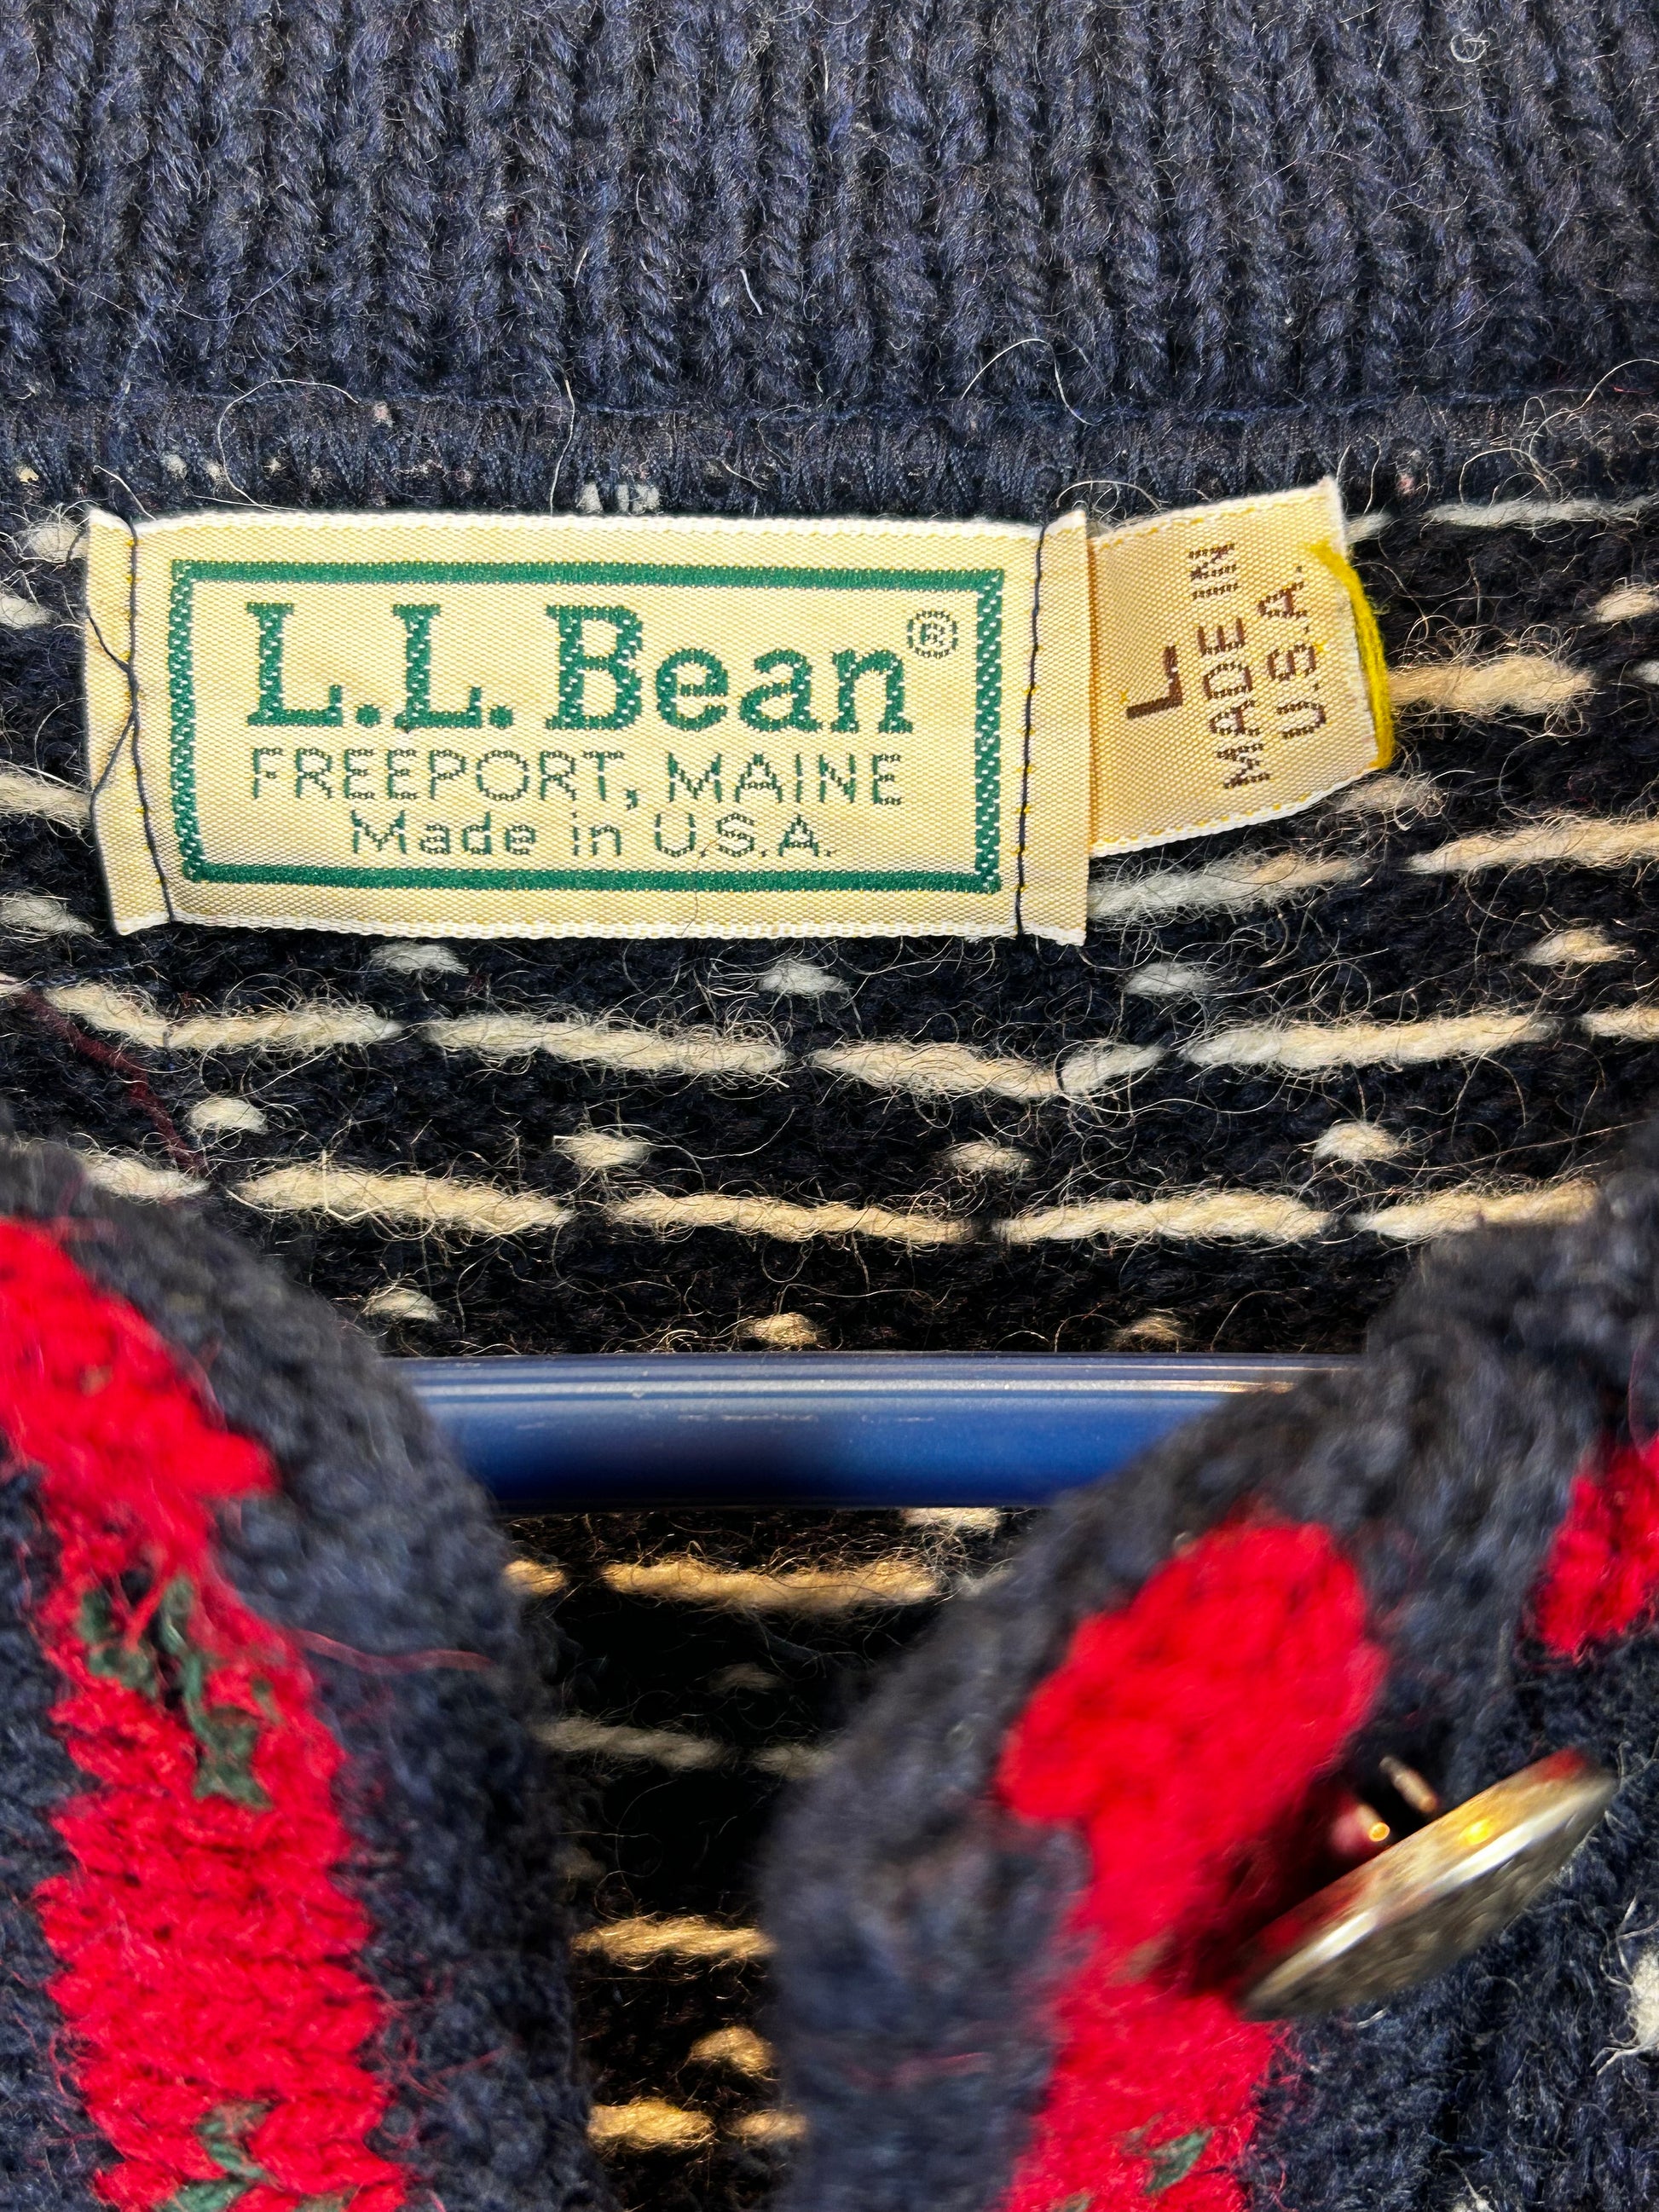 L.L.Bean®
FREEPORT, MAINE
Made in U.S.A.
L
MADE IN
U.S.A.